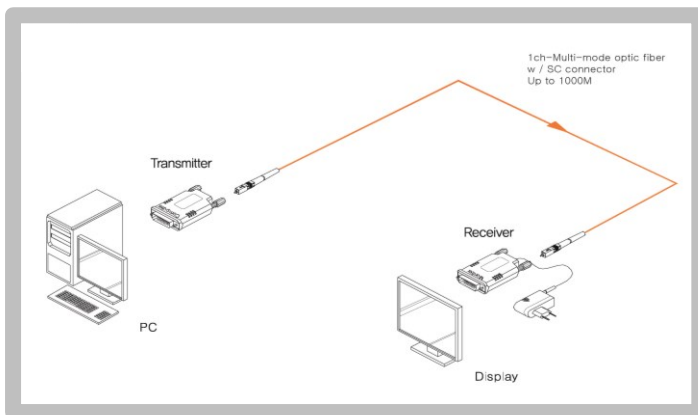 1ch-Multi-mode optic fiber
w / SC connector
Up to 1000M
Transmitter
Receiver
PC
Display